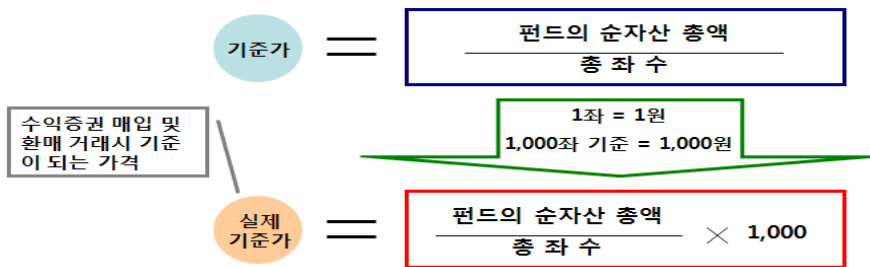 기준가
펀드의 순자산 총액
총 좌 수
수익증권 매입 및
환매 거래시 기준
이 되는 가격
1좌 = 1원
1,000좌 기준 = 1,000원
실제
기준가
펀드의 순자산 총액
총 좌 수
× 1,000